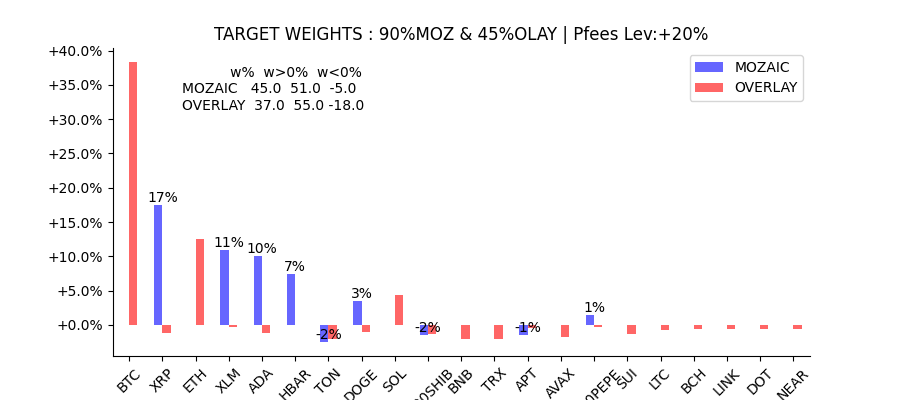 TARGET WEIGHTS : 90%MOZ & 45%OLAY | Pfees Lev:+20%
+40.0%
+35.0%
+30.0%
+25.0%
+20.0%
+15.0%
+10.0%
+5.0%
+0.0%
w% w>0% w<0%
MOZAIC 45.0 51.0 -5.0
OVERLAY 37.0 55.0 -18.0
MOZAIC
OVERLAY
17%
11%
10%
7%
-2%
3%
-2%
-1%
1%
BTC
XRP
ETH
XLM
ADA
HBAR
TON
DOGE
SOL
00SHIB
BNB
TRX
APT
AVAX
0PEPE
SUI
LTC
BCH
LINK
DOT
NEAR